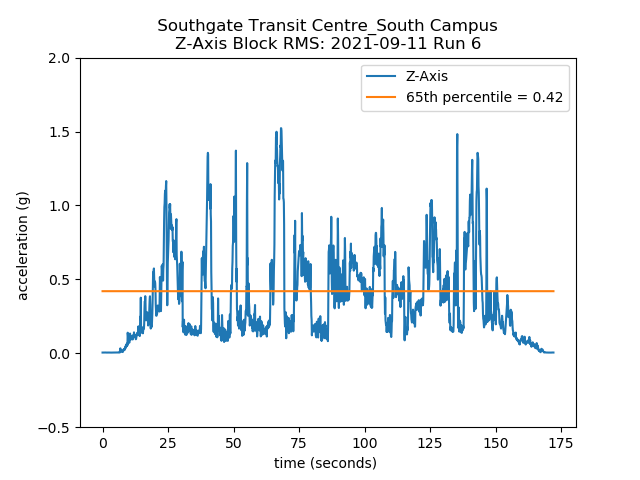 Southgate Transit Centre_South Campus
Z-Axis Block RMS: 2021-09-11 Run 6
Z-Axis
65th percentile = 0.42
acceleration (g)
2.0
1.5
1.0
0.5
0.0
−0.5
0 25 50 75 100 125 150 175
time (seconds)